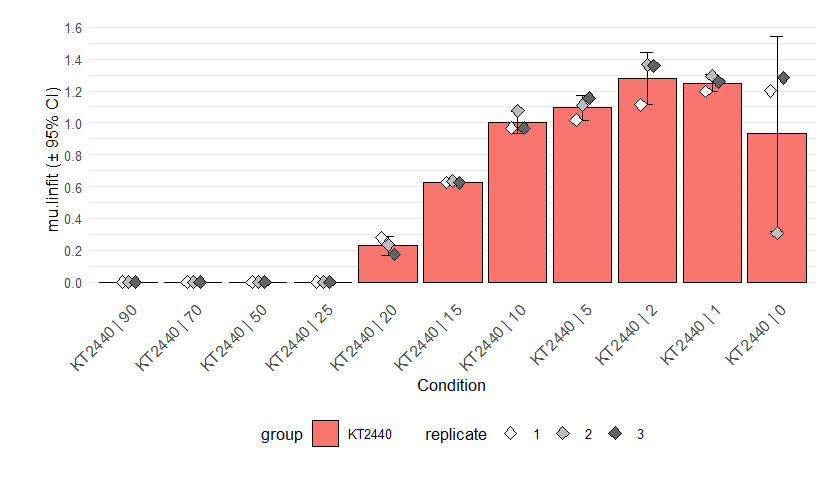 mu.linfit (± 95% CI)
1.6
1.4
1.2
1.0
0.8
0.6
0.4
0.2
0.0
KT2440 | 90
KT2440 | 70
KT2440 | 50
KT2440 | 25
KT2440 | 20
KT2440 | 15
KT2440 | 10
KT2440 | 5
KT2440 | 2
KT2440 | 1
KT2440 | 0
Condition
group KT2440 replicate 1 2 3